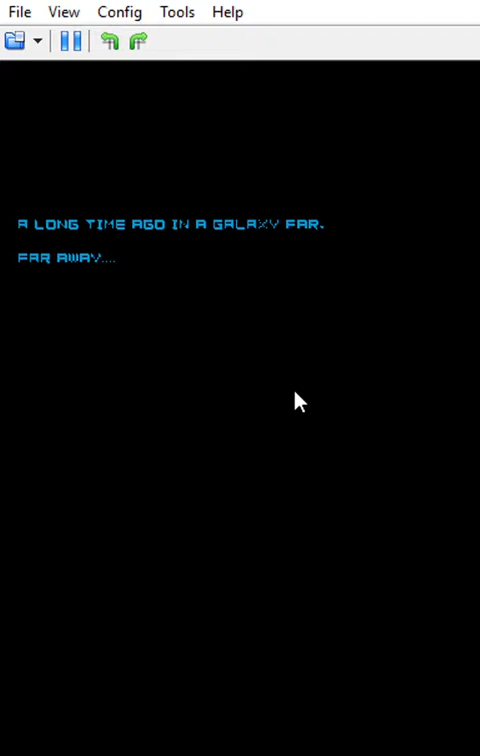 File View Config Tools Help
A LONG TIME AGO IN A GALAXY FAR,
FAR AWAY....